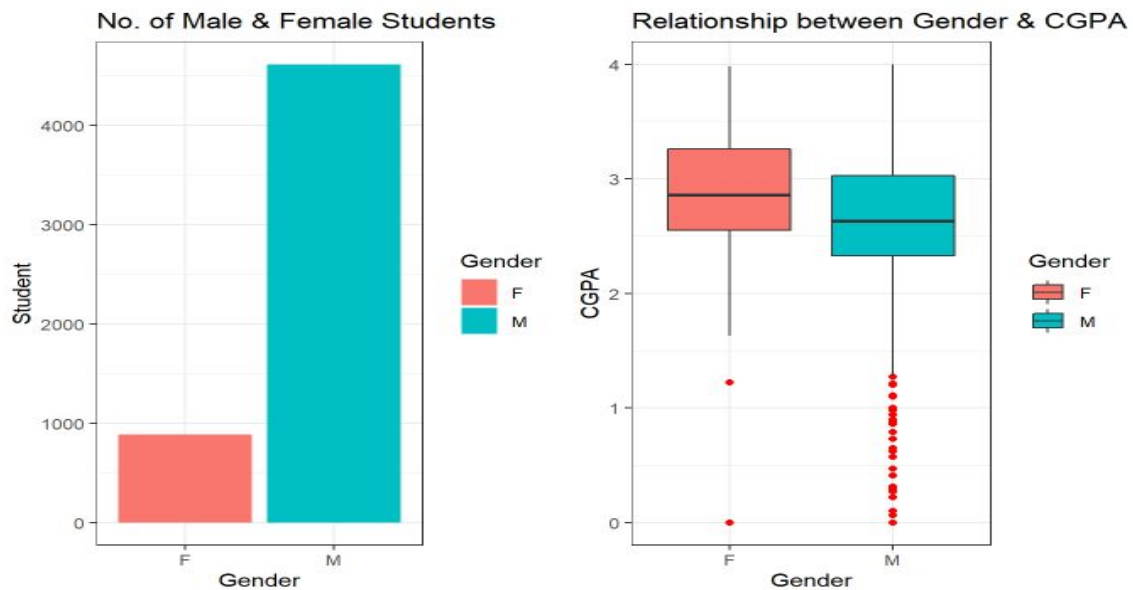 No. of Male & Female Students
4000
3000
2000
1000
0
Student
F
M
Gender
Gender
F
M
Relationship between Gender & CGPA
4
3
2
1
0
CGPA
F
M
Gender
Gender
F
M